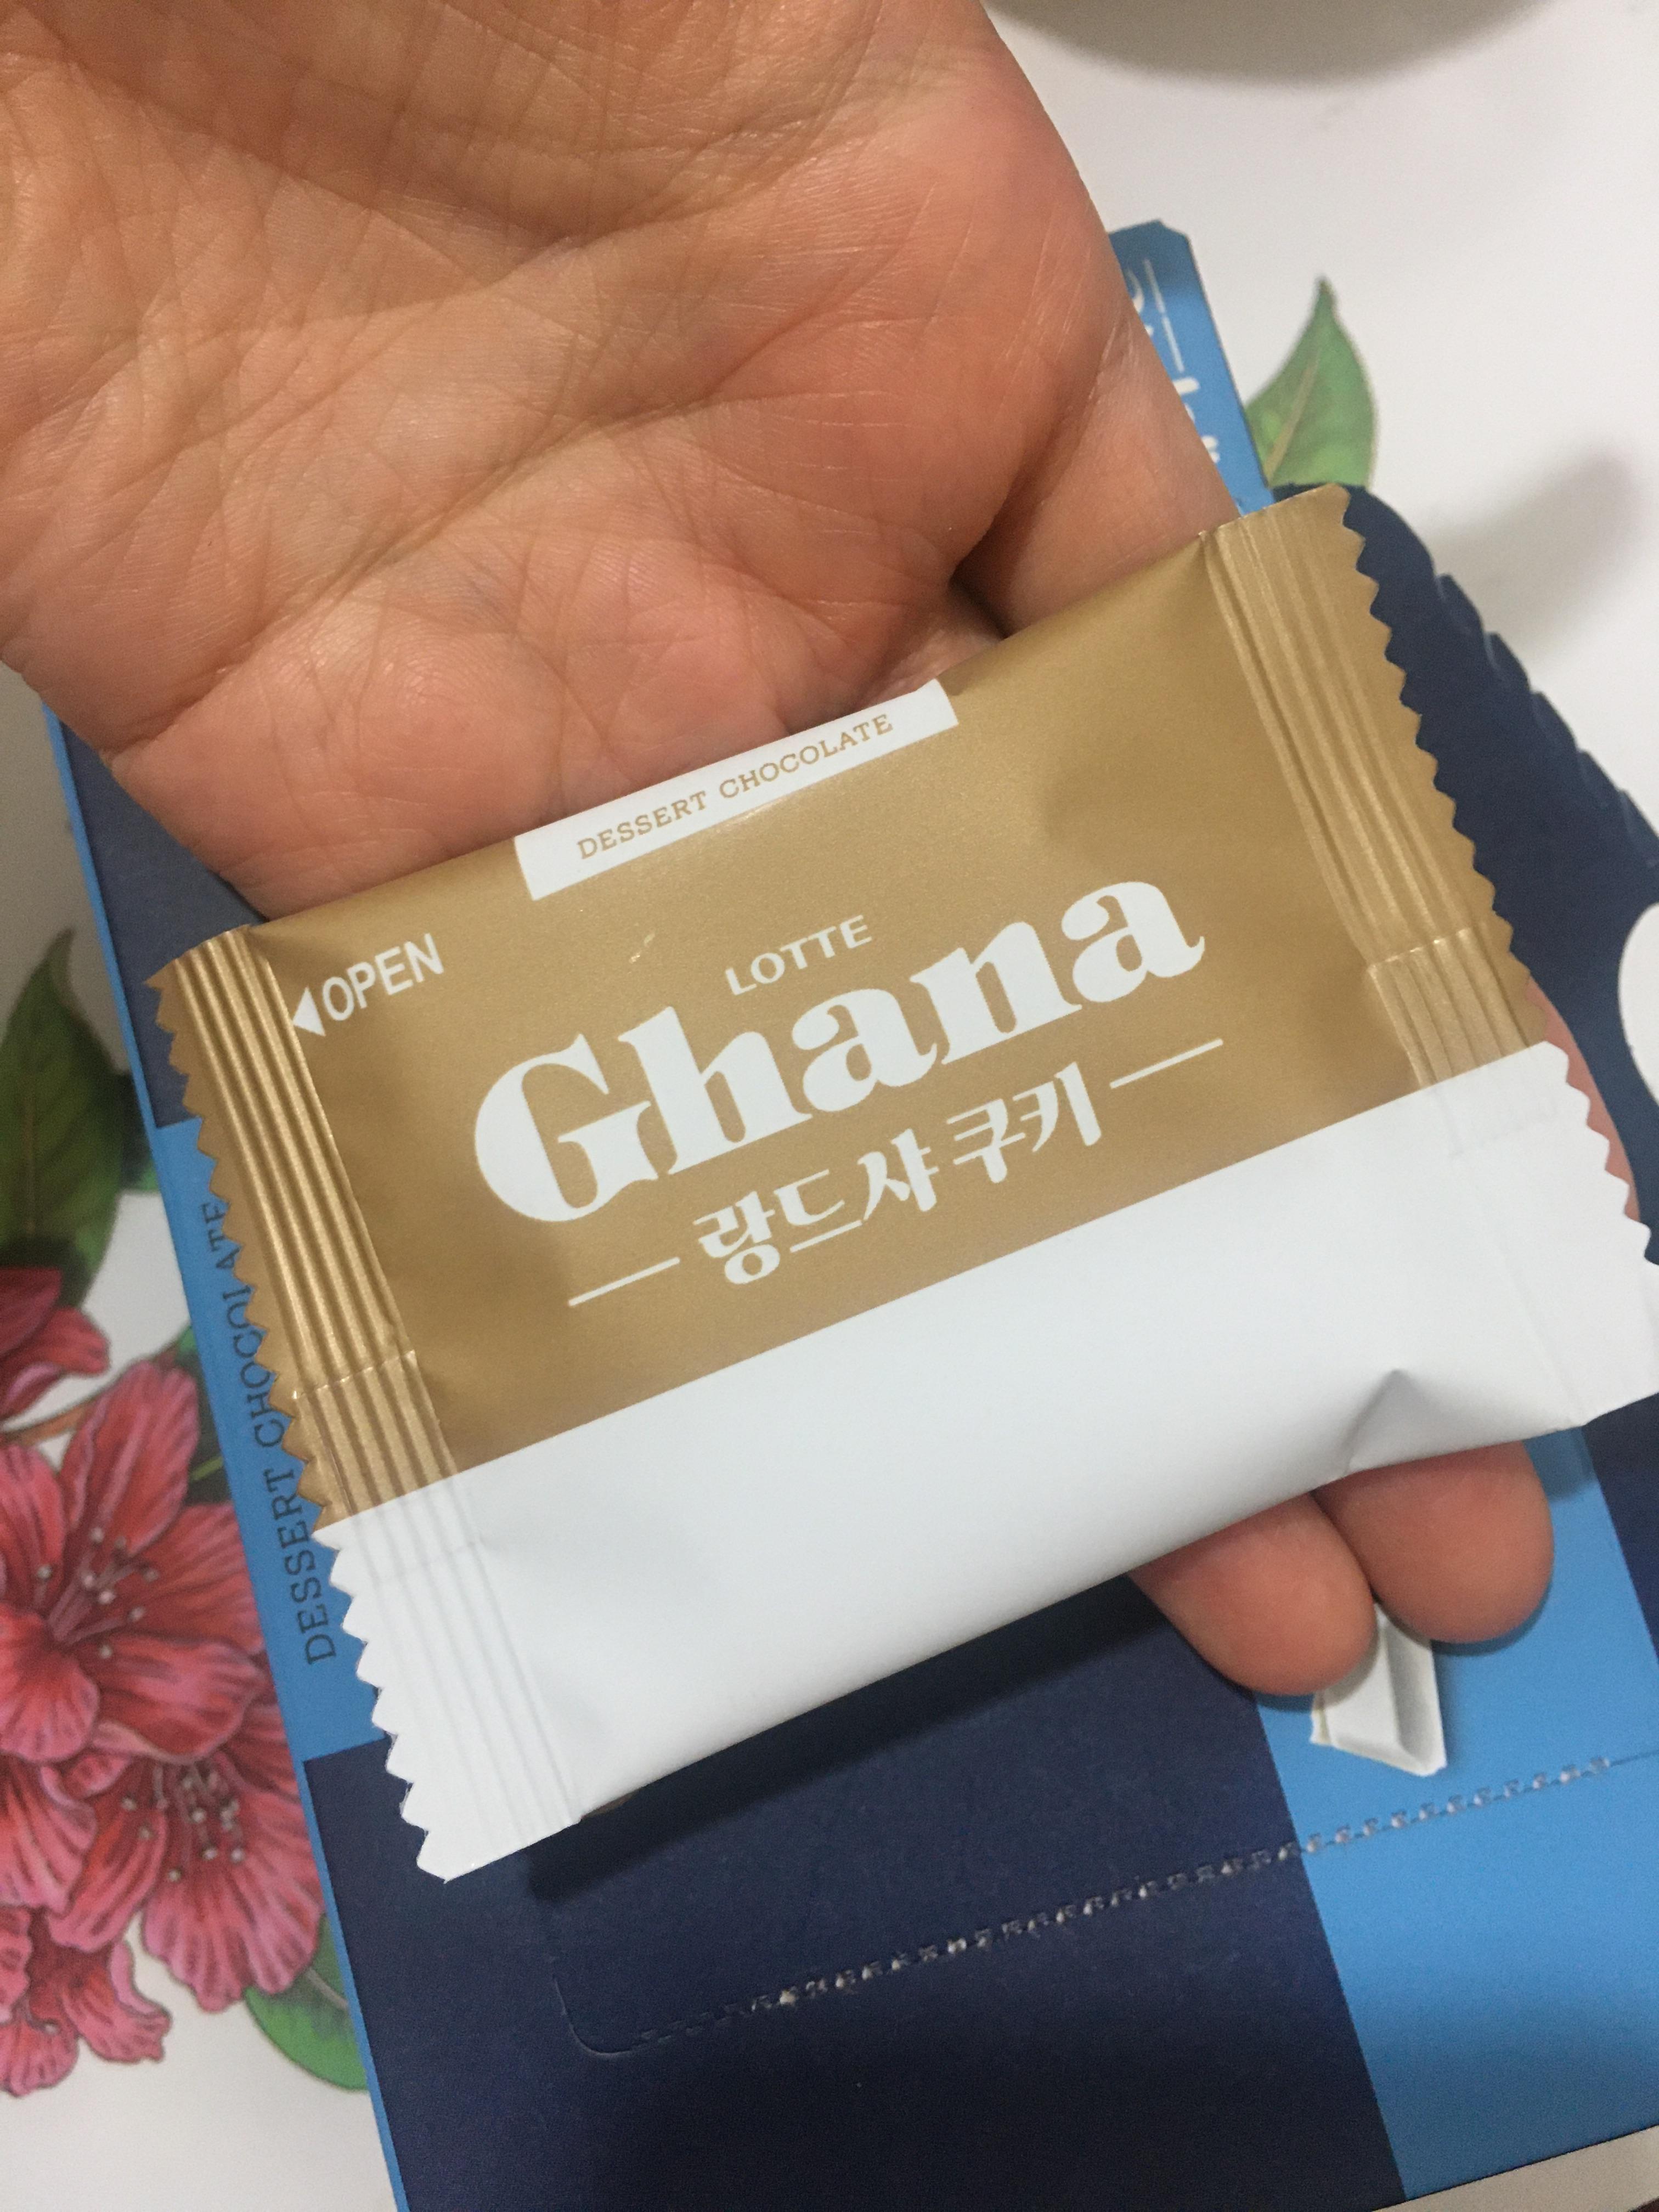 DESSERT CHOCOLATE
◀OPEN
LOTTE
Ghana
랑드샤 쿠키
DESSERT CHOCOLATE